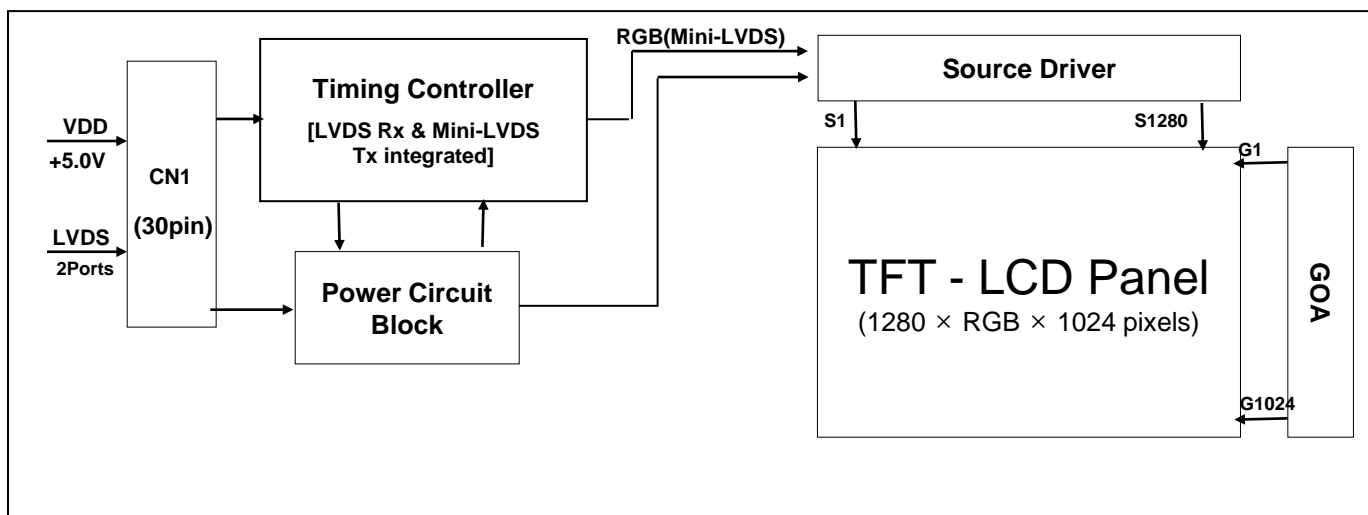 VDD
+5.0V
LVDS
2Ports
CN1
(30pin)
Timing Controller
[LVDS Rx & Mini-LVDS
Tx integrated]
Power Circuit
Block
RGB(Mini-LVDS)
Source Driver
S1
S1280
G1
TFT - LCD Panel
(1280 × RGB × 1024 pixels)
G1024
GOA